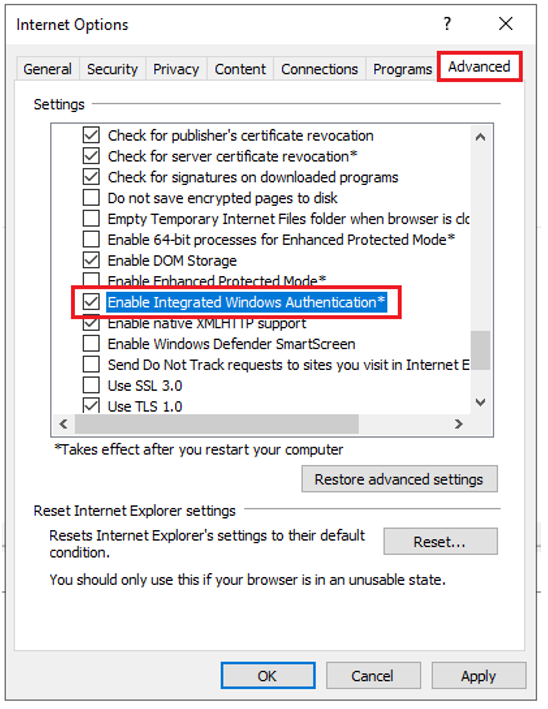 Internet Options
General Security Privacy Content Connections Programs Advanced
Settings
Check for publisher's certificate revocation
Check for server certificate revocation*
Check for signatures on downloaded programs
Do not save encrypted pages to disk
Empty Temporary Internet Files folder when browser is clo
Enable 64-bit processes for Enhanced Protected Mode*
Enable DOM Storage
Enable Enhanced Protected Mode*
Enable Integrated Windows Authentication*
Enable native XMLHTTP support
Enable Windows Defender SmartScreen
Send Do Not Track requests to sites you visit in Internet E
Use SSL 3.0
Use TLS 1.0
*Takes effect after you restart your computer
Restore advanced settings
Reset Internet Explorer settings
Resets Internet Explorer's settings to their default
condition.
Reset...
You should only use this if your browser is in an unusable state.
OK Cancel Apply